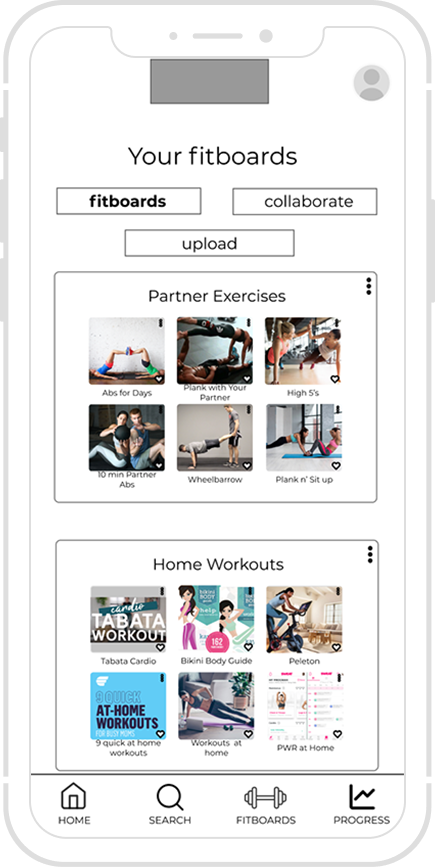 Your fitboards
fitboards
collaborate
upload
Partner Exercises
Abs for Days
Plank with Your
Partner
High 5's
10 min Partner
Abs
Wheelbarrow
Plank n' Sit up
Home Workouts
cardio
TABATA
WORKOUT
bikini
BODY
help
162
9 QUICK
AT-HOME
WORKOUTS
FOR BUSY MOMS
Tabata Cardio
Bikini Body Guide
Peleton
9 quick at home
workouts
Workouts at
home
PWR at Home
HOME
SEARCH
FITBOARDS
PROGRESS